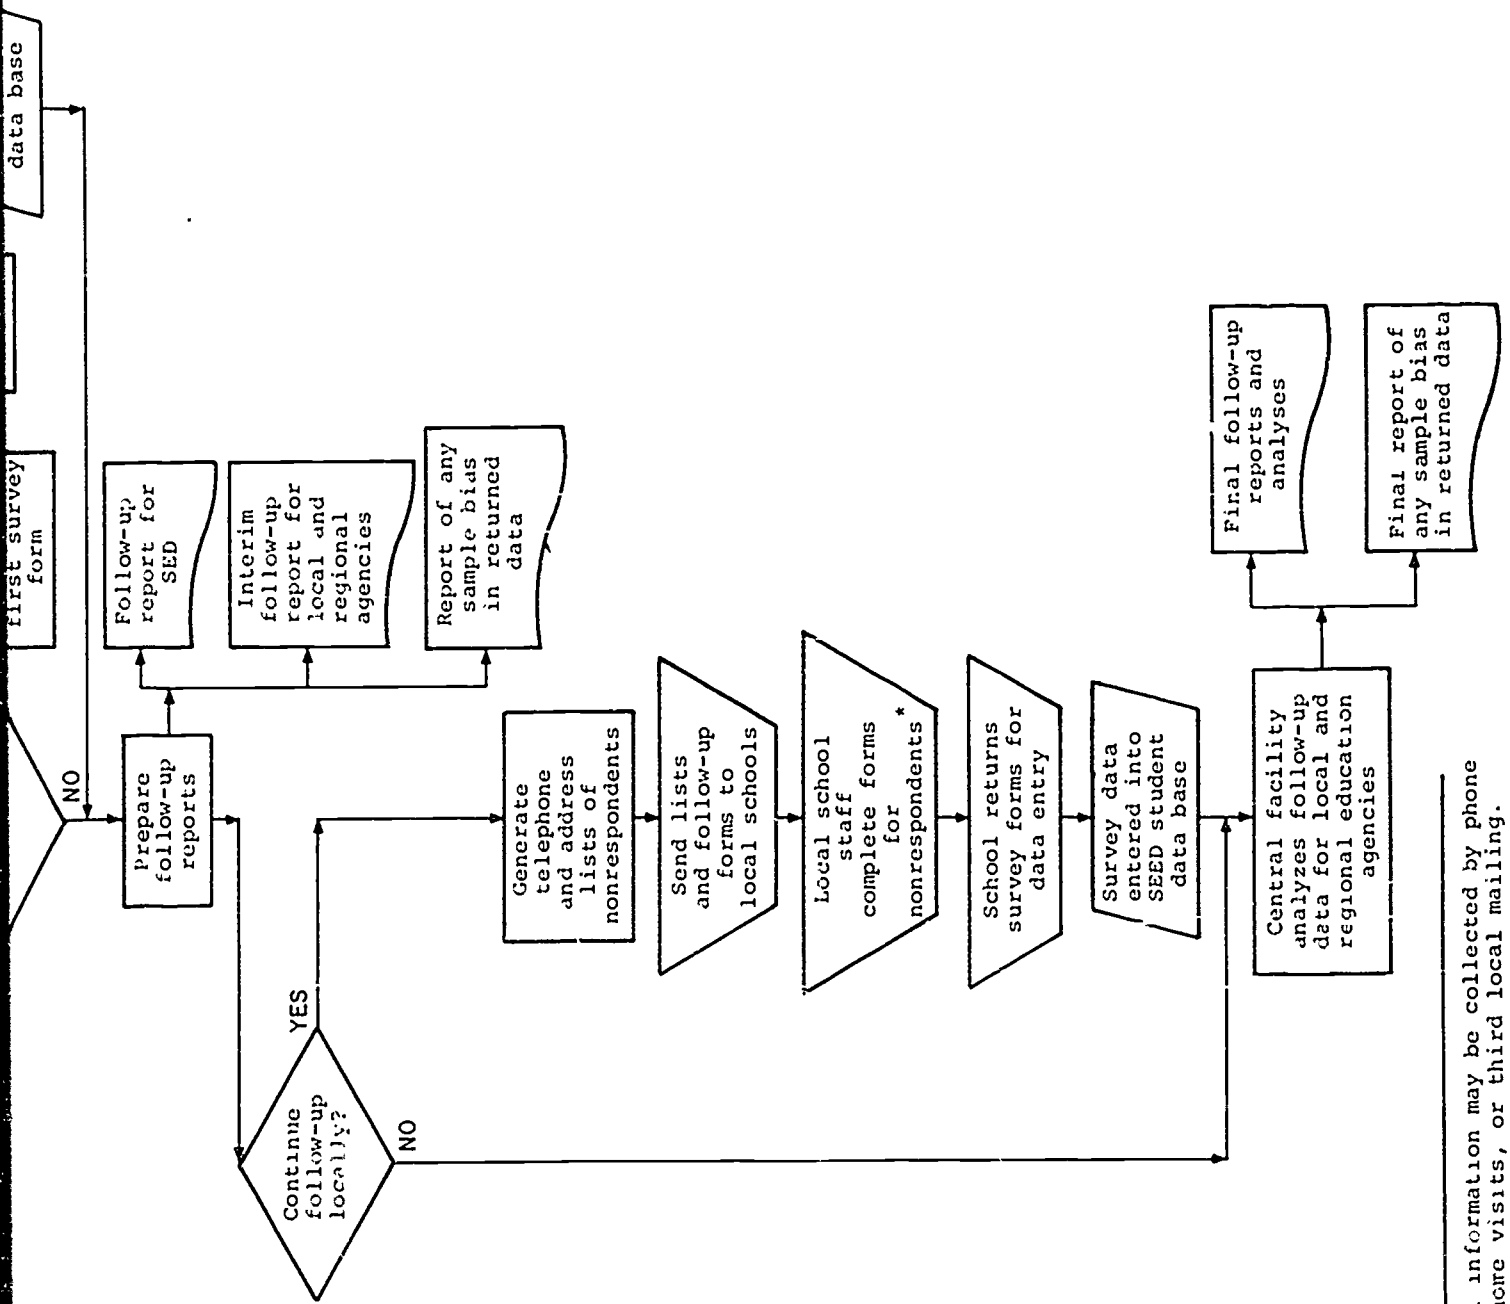 data base
first survey
form
NO
Follow-up
report for
SED
Interim
follow-up
report for
local and
regional
agencies
Report of any
sample bias
in returned
data
Prepare
follow-up
reports
Continue
follow-up
locally?
YES
NO
Generate
telephone
and address
lists of
nonrespondents
Send lists
and follow-up
forms to
local schools
Local school
staff
complete forms
for
nonrespondents*
School returns
survey forms for
data entry
Survey data
entered into
SEED student
data base
Central facility
analyzes follow-up
data for local and
regional education
agencies
Final follow-up
reports and
analyses
Final report of
any sample bias
in returned data
information may be collected by phone
visits, or third local mailing.